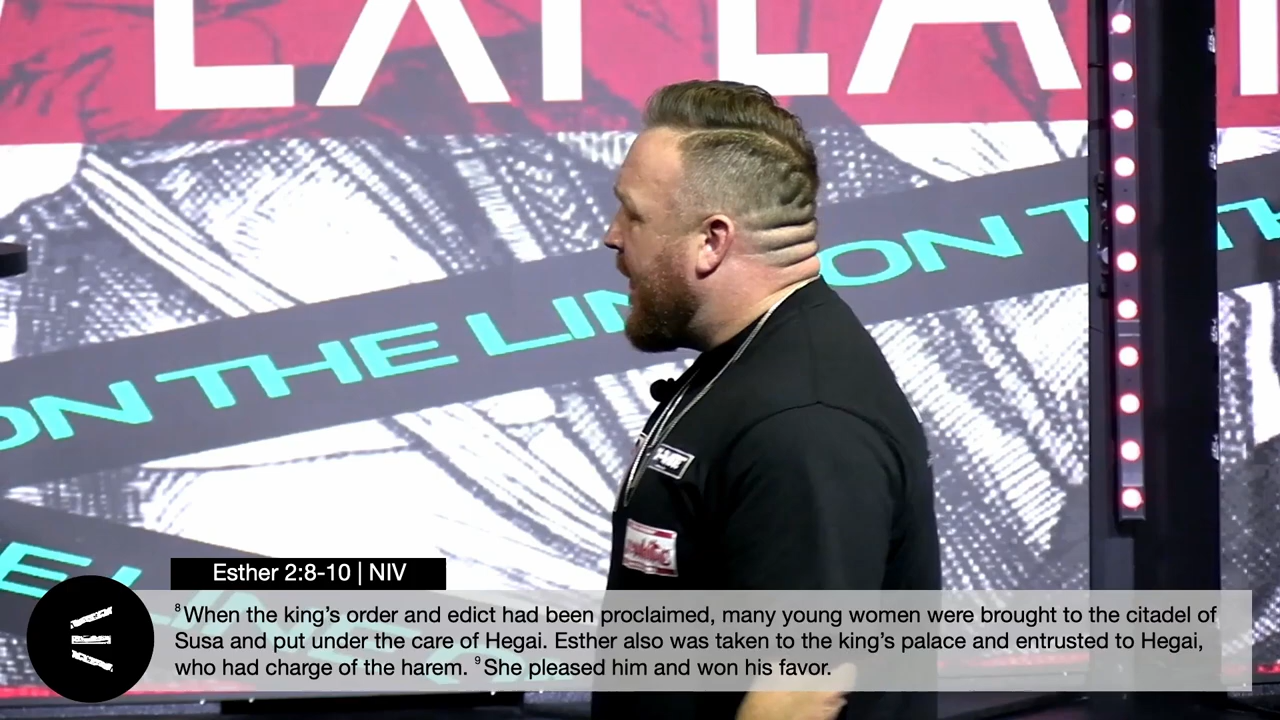 EXPLA
ON THE LIN
ON T
TH
E L
Esther 2:8-10 | NIV
⁸When the king’s order and edict had been proclaimed, many young women were brought to the citadel of
Susa and put under the care of Hegai. Esther also was taken to the king’s palace and entrusted to Hegai,
who had charge of the harem. ⁹She pleased him and won his favor.